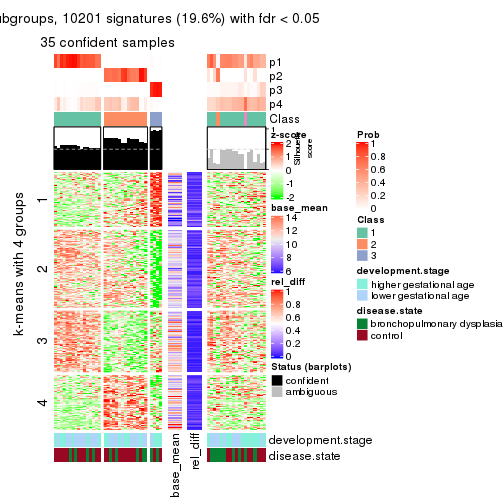 ubgroups, 10201 signatures (19.6%) with fdr < 0.05
35 confident samples
p1
p2
p3
p4
Class
1
Silhouette
score
z-score
2
1
0
-1
-2
base_mean
14
12
10
8
6
rel_diff
1
0.8
0.6
0.4
0.2
0
Status (barplots)
confident
ambiguous
Prob
1
0.8
0.6
0.4
0.2
0
Class
1
2
3
development.stage
higher gestational age
lower gestational age
disease.state
bronchopulmonary dysplasia
control
k-means with 4 groups
1
2
3
4
development.stage
disease.state
base_mean
rel_diff